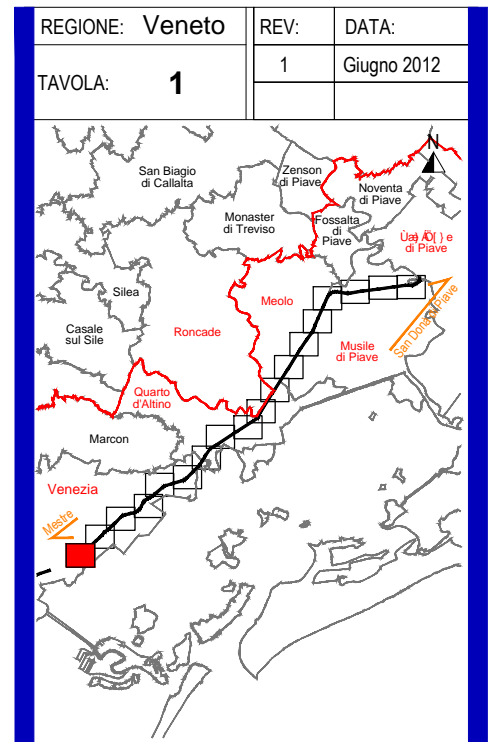 REGIONE: Veneto
REV:
DATA:
TAVOLA: 1
1
Giugno 2012
N
San Biagio
di Callalta
Zenson
di Piave
Noventa
di Piave
Monaster
di Treviso
Fossalta
di
Piave
di Piave
Silea
Meolo
San Donà di Piave
Casale
sul Sile
Roncade
Musile
di Piave
Quarto
d'Altino
Marcon
Venezia
Mestre